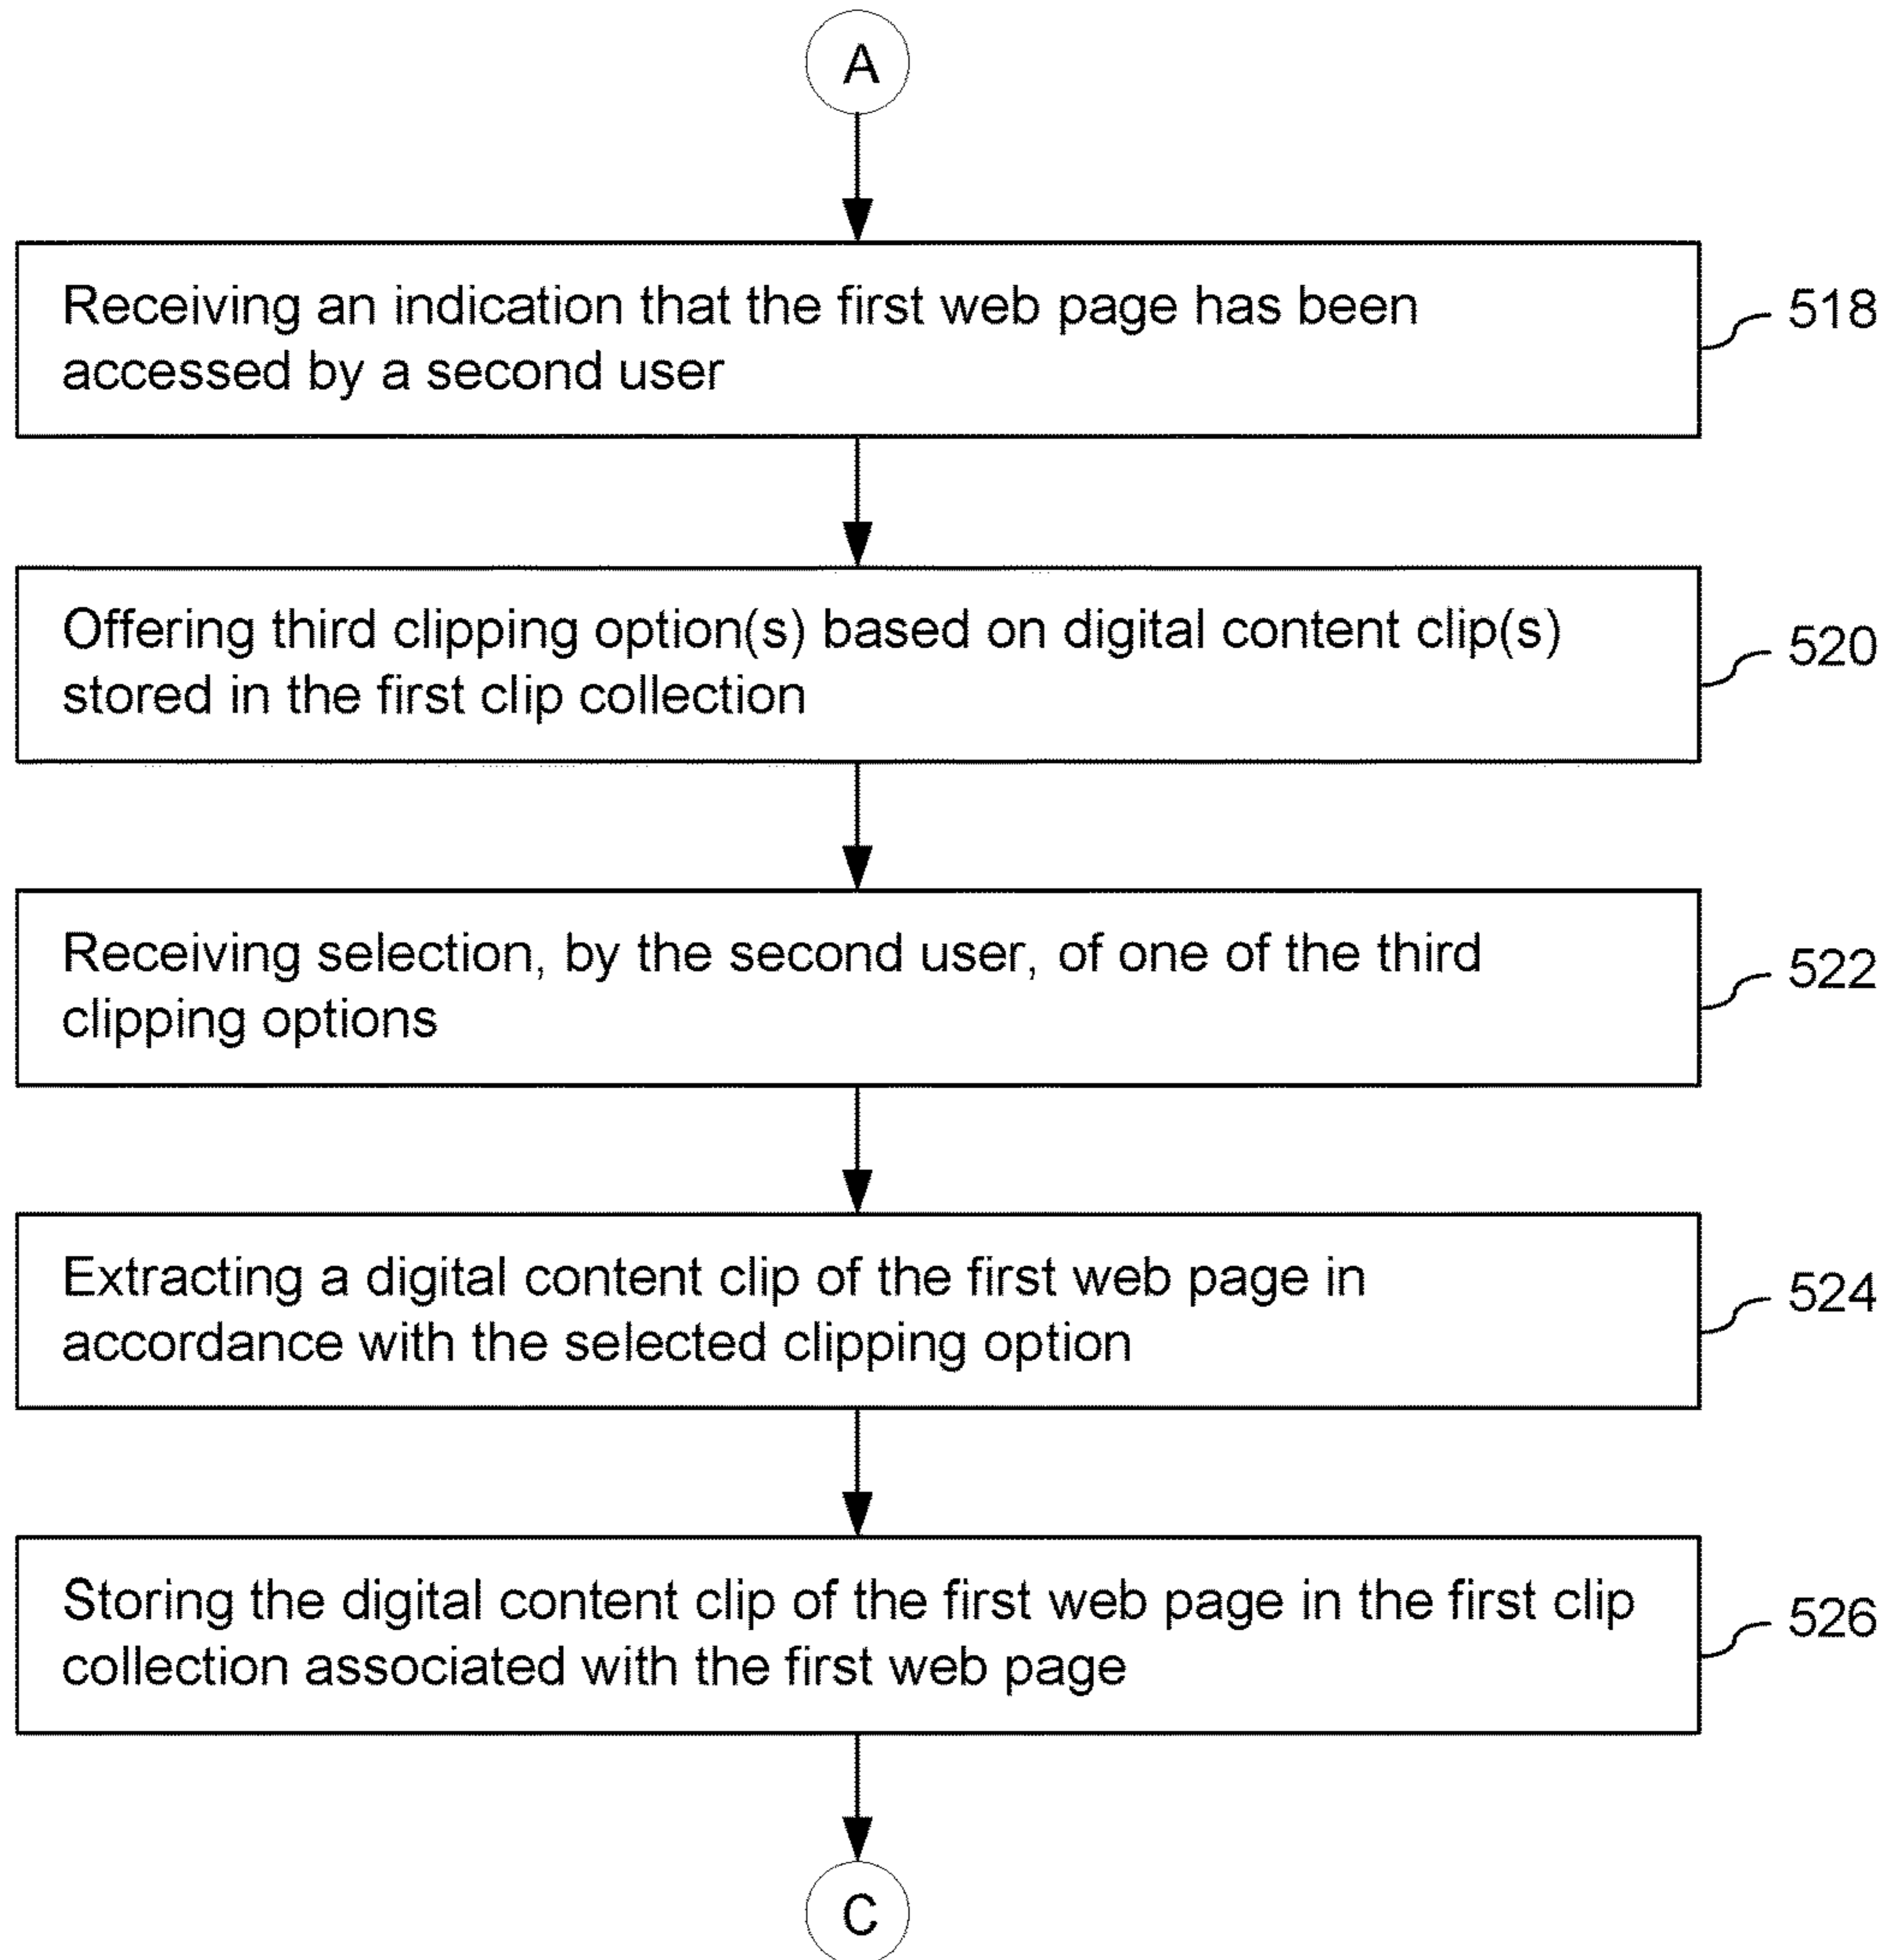 A
Receiving an indication that the first web page has been
accessed by a second user
518
Offering third clipping option(s) based on digital content clip(s)
stored in the first clip collection
520
Receiving selection, by the second user, of one of the third
clipping options
522
Extracting a digital content clip of the first web page in
accordance with the selected clipping option
524
Storing the digital content clip of the first web page in the first clip
collection associated with the first web page
526
C